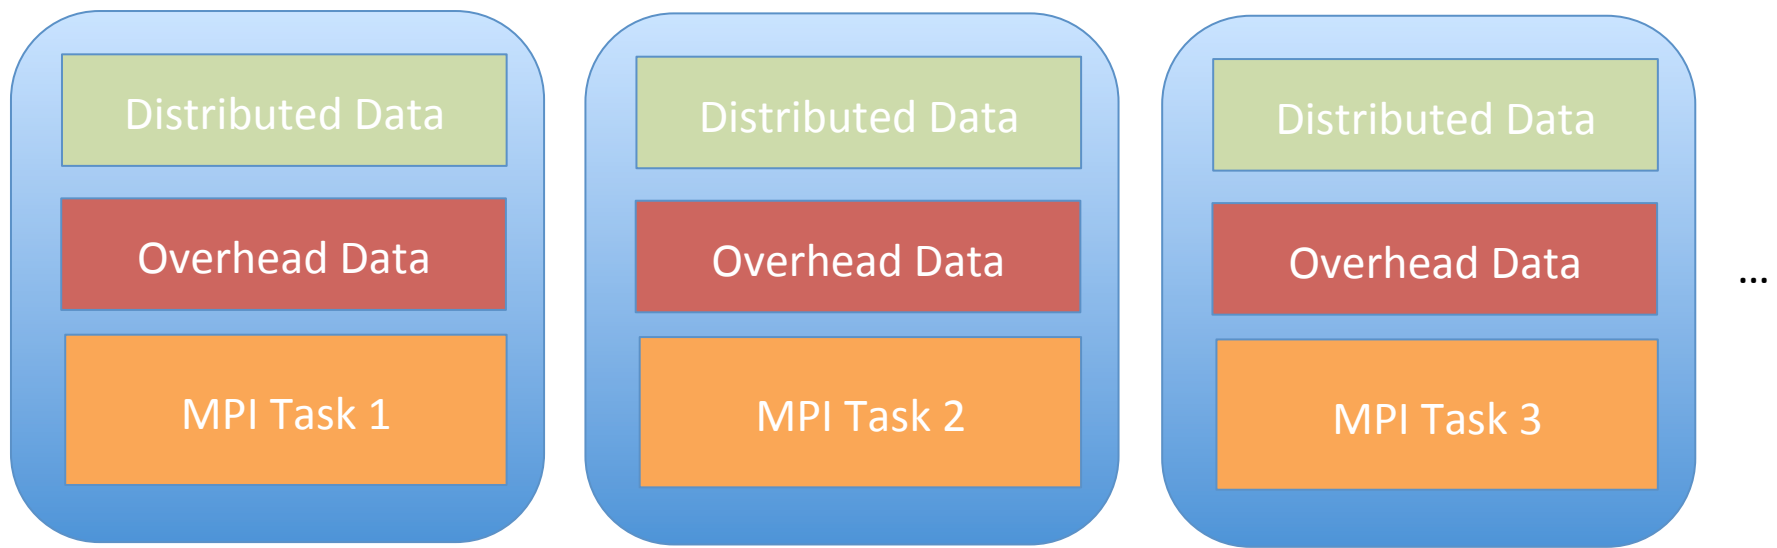 Distributed Data
Overhead Data
MPI Task 1
Distributed Data
Overhead Data
MPI Task 2
Distributed Data
Overhead Data
MPI Task 3
...